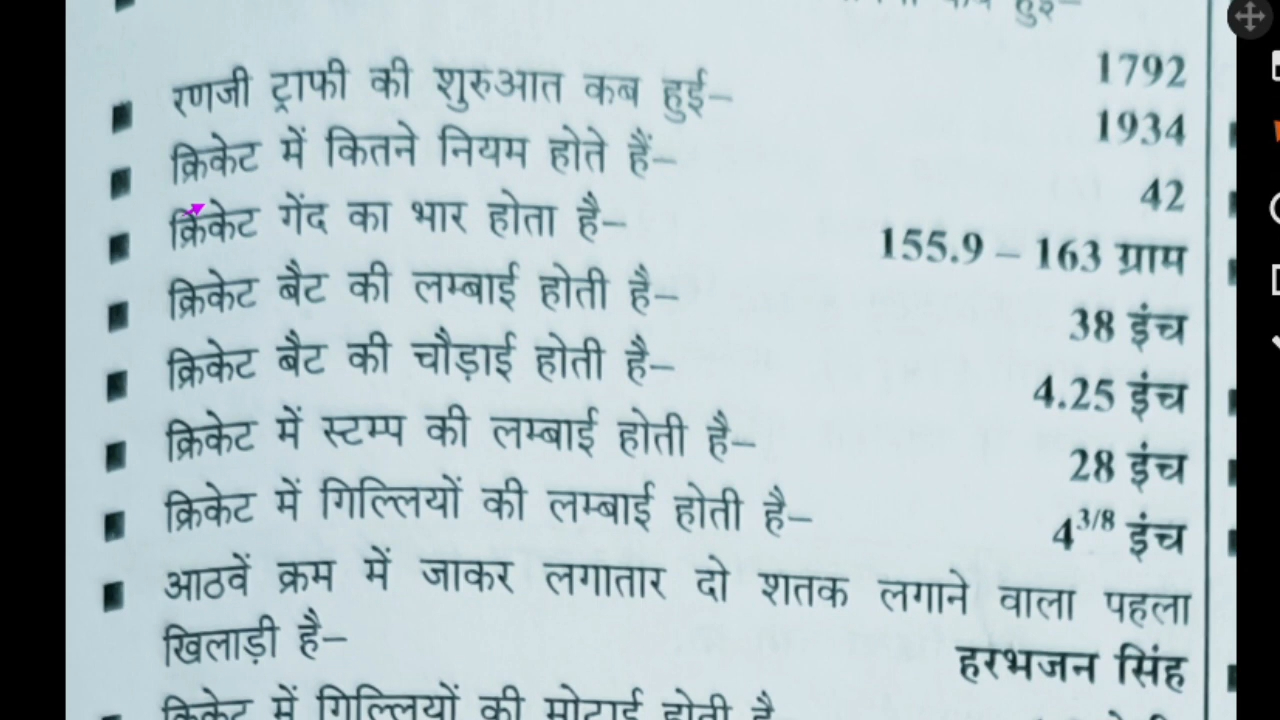 1792
रणजी ट्राफी की शुरुआत कब हुई–
1934
क्रिकेट में कितने नियम होते हैं–
42
क्रिकेट गेंद का भार होता है–
155.9 – 163 ग्राम
क्रिकेट बैट की लम्बाई होती है–
38 इंच
क्रिकेट बैट की चौड़ाई होती है–
4.25 इंच
क्रिकेट में स्टम्प की लम्बाई होती है–
28 इंच
क्रिकेट में गिल्लियों की लम्बाई होती है–
4^3/8 इंच
आठवें क्रम में जाकर लगातार दो शतक लगाने वाला पहला
खिलाड़ी है–
हरभजन सिंह
क्रिकेट में गिल्लियों की मोटाई होती है